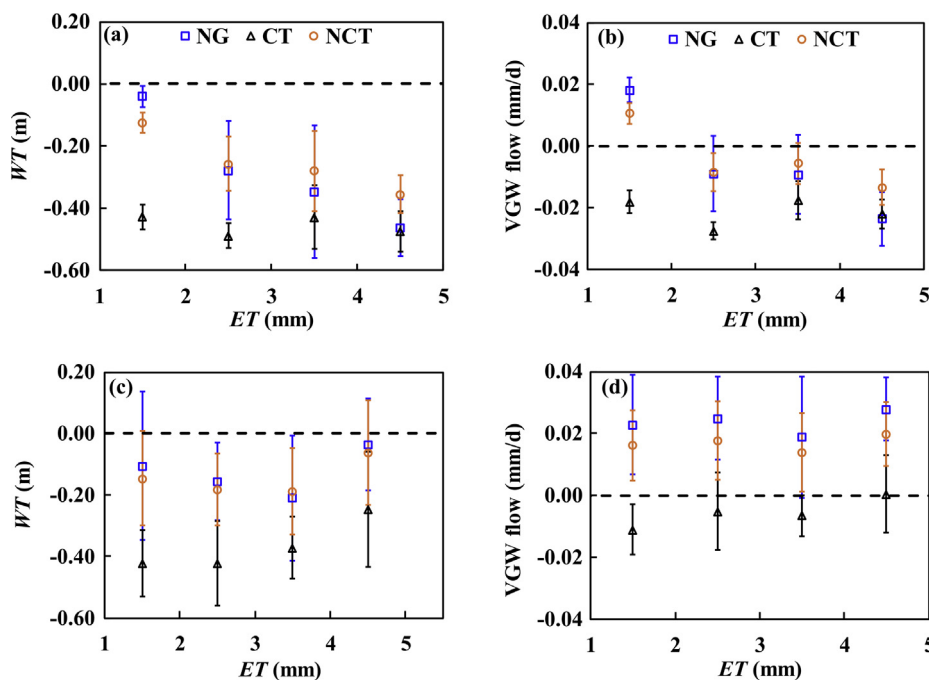 (a)
NG CT NCT
WT (m)
0.20
0.00
-0.20
-0.40
-0.60
1 2 3 4 5
ET (mm)
(b)
NG CT NCT
VGW flow (mm/d)
0.04
0.02
0.00
-0.02
-0.04
1 2 3 4 5
ET (mm)
(c)
WT (m)
0.20
0.00
-0.20
-0.40
-0.60
1 2 3 4 5
ET (mm)
(d)
VGW flow (mm/d)
0.04
0.02
0.00
-0.02
-0.04
1 2 3 4 5
ET (mm)